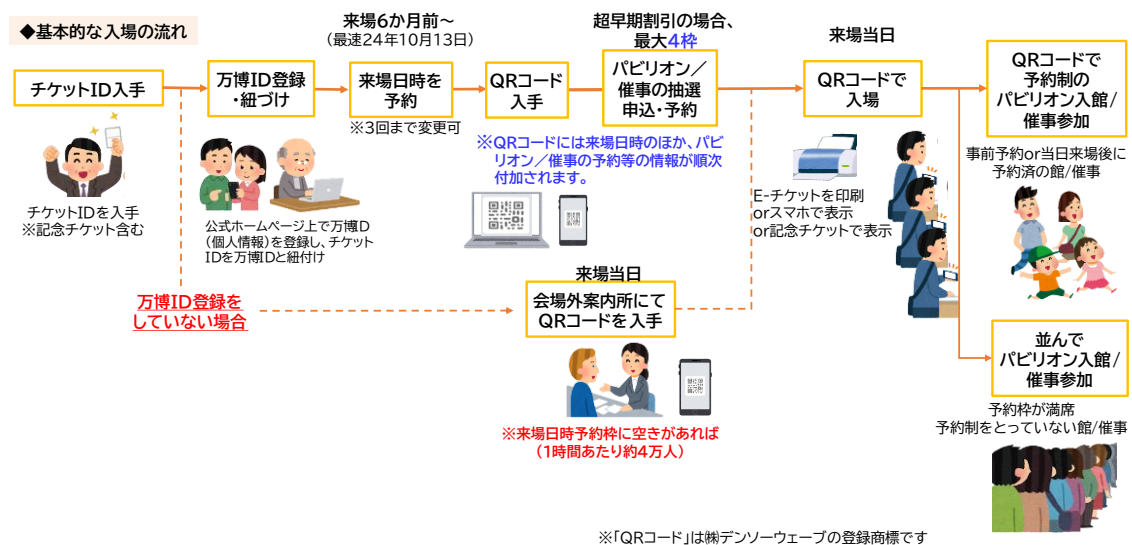 ◆基本的な入場の流れ
来場6か月前～
（最速24年10月13日）
超早期割引の場合、
最大4枠
来場当日
チケットID入手
万博ID登録
・紐づけ
来場日時を
予約
QRコード
入手
パビリオン／
催事の抽選
申込・予約
QRコードで
入場
QRコードで
予約制の
パビリオン入館/
催事参加
※3回まで変更可
※QRコードには来場日時のほか、パビ
リオン／催事の予約等の情報が順次
付加されます。
事前予約or当日来場後に
予約済の館/催事
チケットIDを入手
※記念チケット含む
公式ホームページ上で万博ID
（個人情報）を登録し、チケット
IDを万博IDと紐付け
E-チケットを印刷
orスマホで表示
or記念チケットで表示
万博ID登録を
していない場合
来場当日
会場外案内所にて
QRコードを入手
並んで
パビリオン入館/
催事参加
※来場日時予約枠に空きがあれば
（1時間あたり約4万人）
予約枠が満席
予約制をとっていない館/催事
※「QRコード」は㈱デンソーウェーブの登録商標です